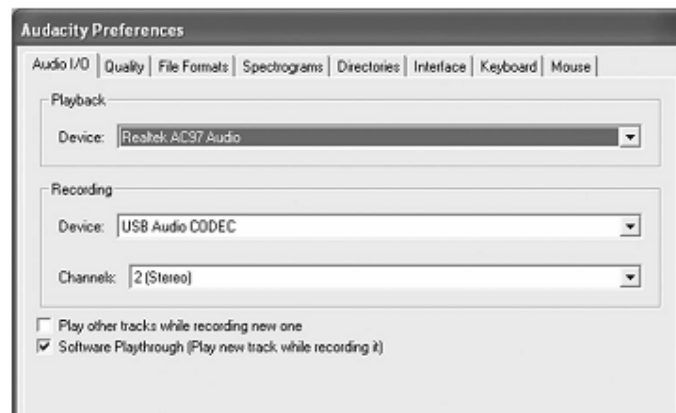 Audacity Preferences
Audio I/O Quality File Formats Spectrograms Directories Interface Keyboard Mouse
Playback
Device: Realtek AC97 Audio
Recording
Device: USB Audio CODEC
Channels: 2 (Stereo)
Play other tracks while recording new one
Software Playthrough (Play new track while recording it)